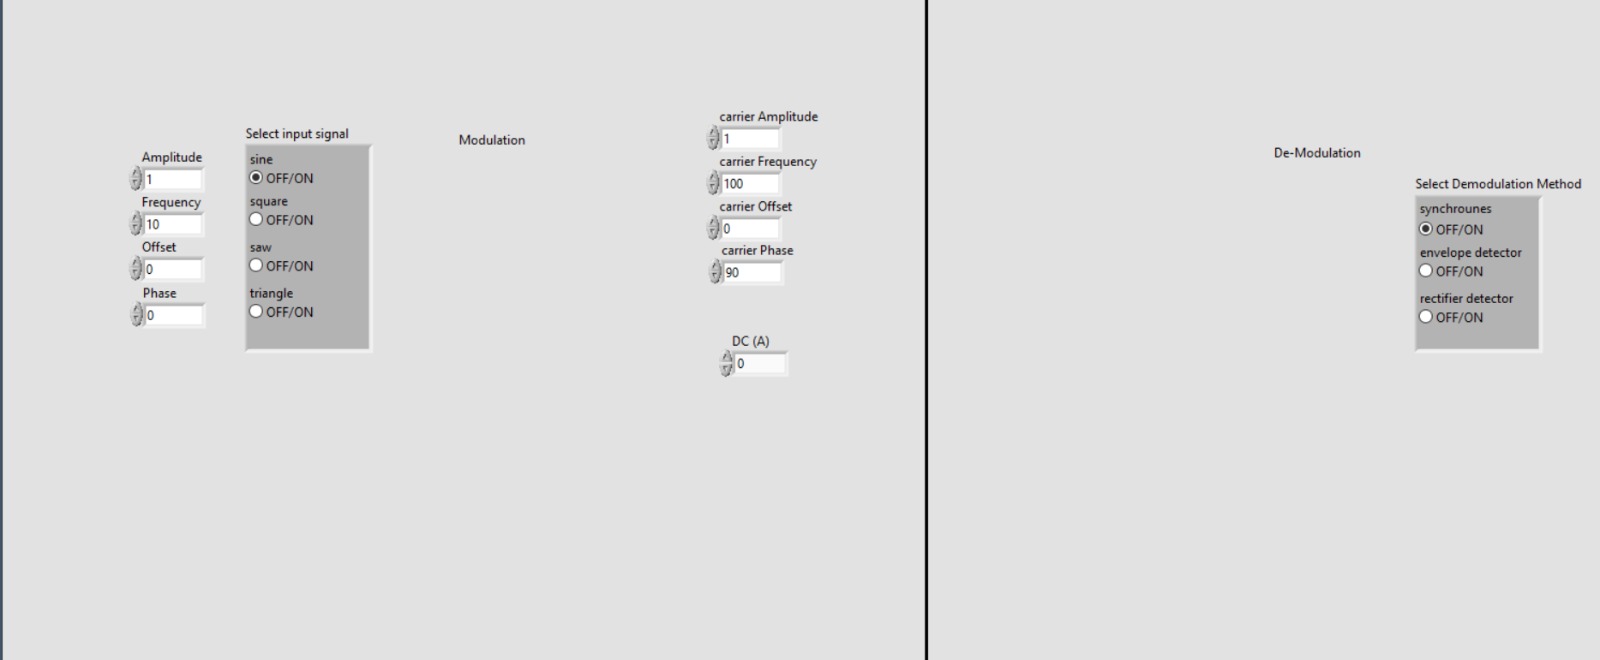 Select input signal
Modulation
Amplitude
1
Frequency
10
Offset
0
Phase
0
sine
OFF/ON
square
OFF/ON
saw
OFF/ON
triangle
OFF/ON
carrier Amplitude
1
carrier Frequency
100
carrier Offset
0
carrier Phase
90
DC (A)
0
De-Modulation
Select Demodulation Method
synchrounes
OFF/ON
envelope detector
OFF/ON
rectifier detector
OFF/ON